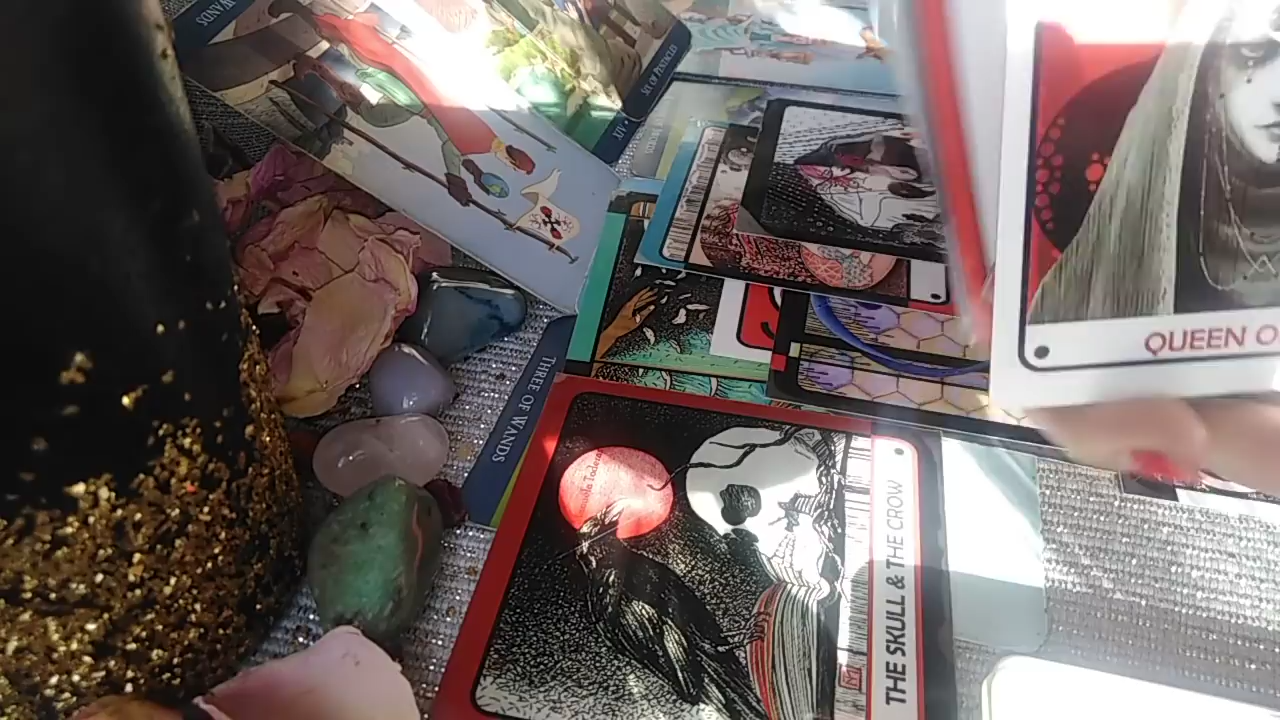 WANDS
SIX OF PENTACLES
QUEEN O
THREE OF WANDS
THE SKULL & THE CROW